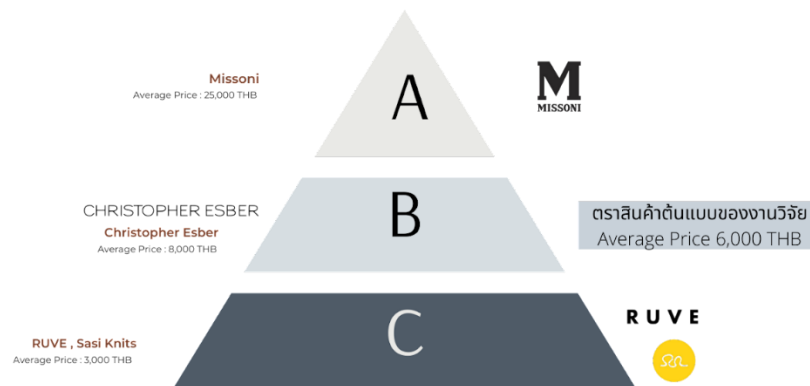 A
Missoni
Average Price : 25,000 THB
M
MISSONI
CHRISTOPHER ESBER
Christopher Esber
Average Price : 8,000 THB
B
ตราสินค้าต้นแบบของงานวิจัย
Average Price 6,000 THB
C
RUVE
RUVE , Sasi Knits
Average Price : 3,000 THB